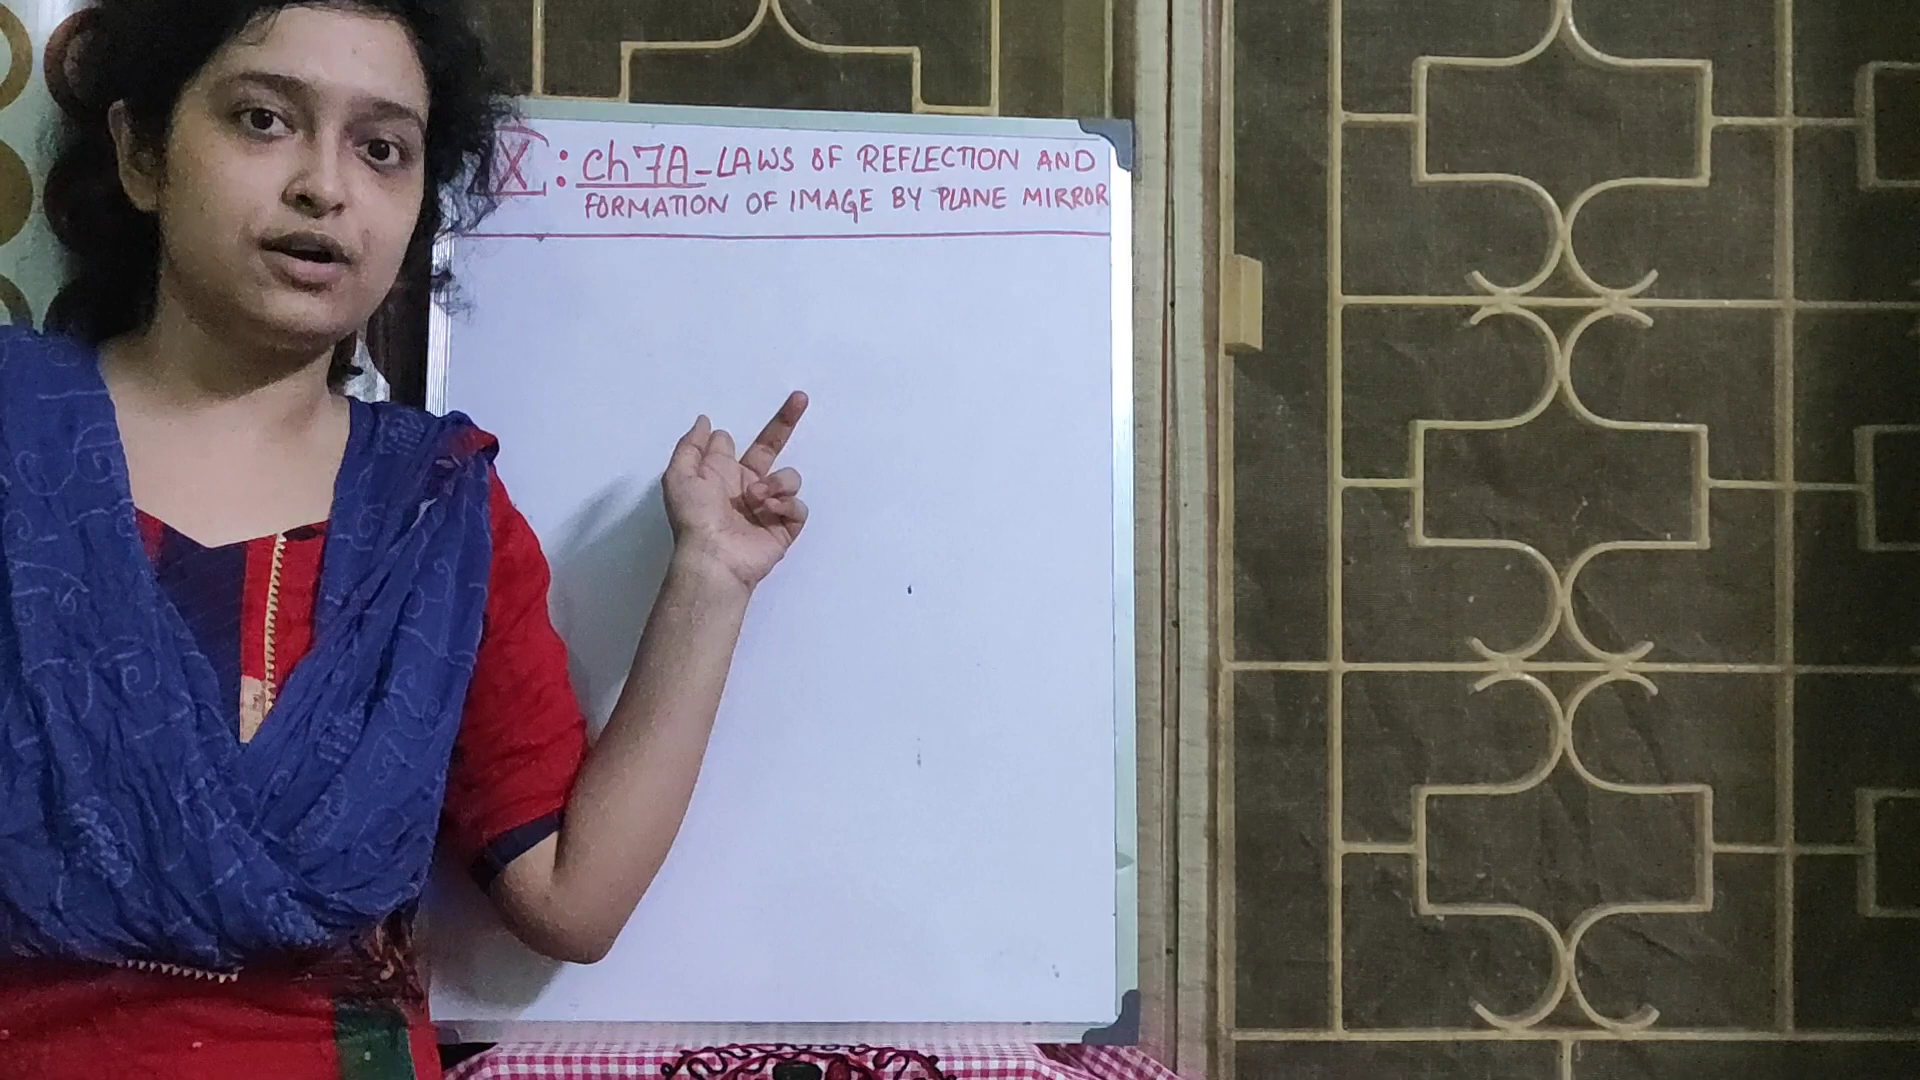 X : Ch 7A - LAWS OF REFLECTION AND
FORMATION OF IMAGE BY PLANE MIRROR